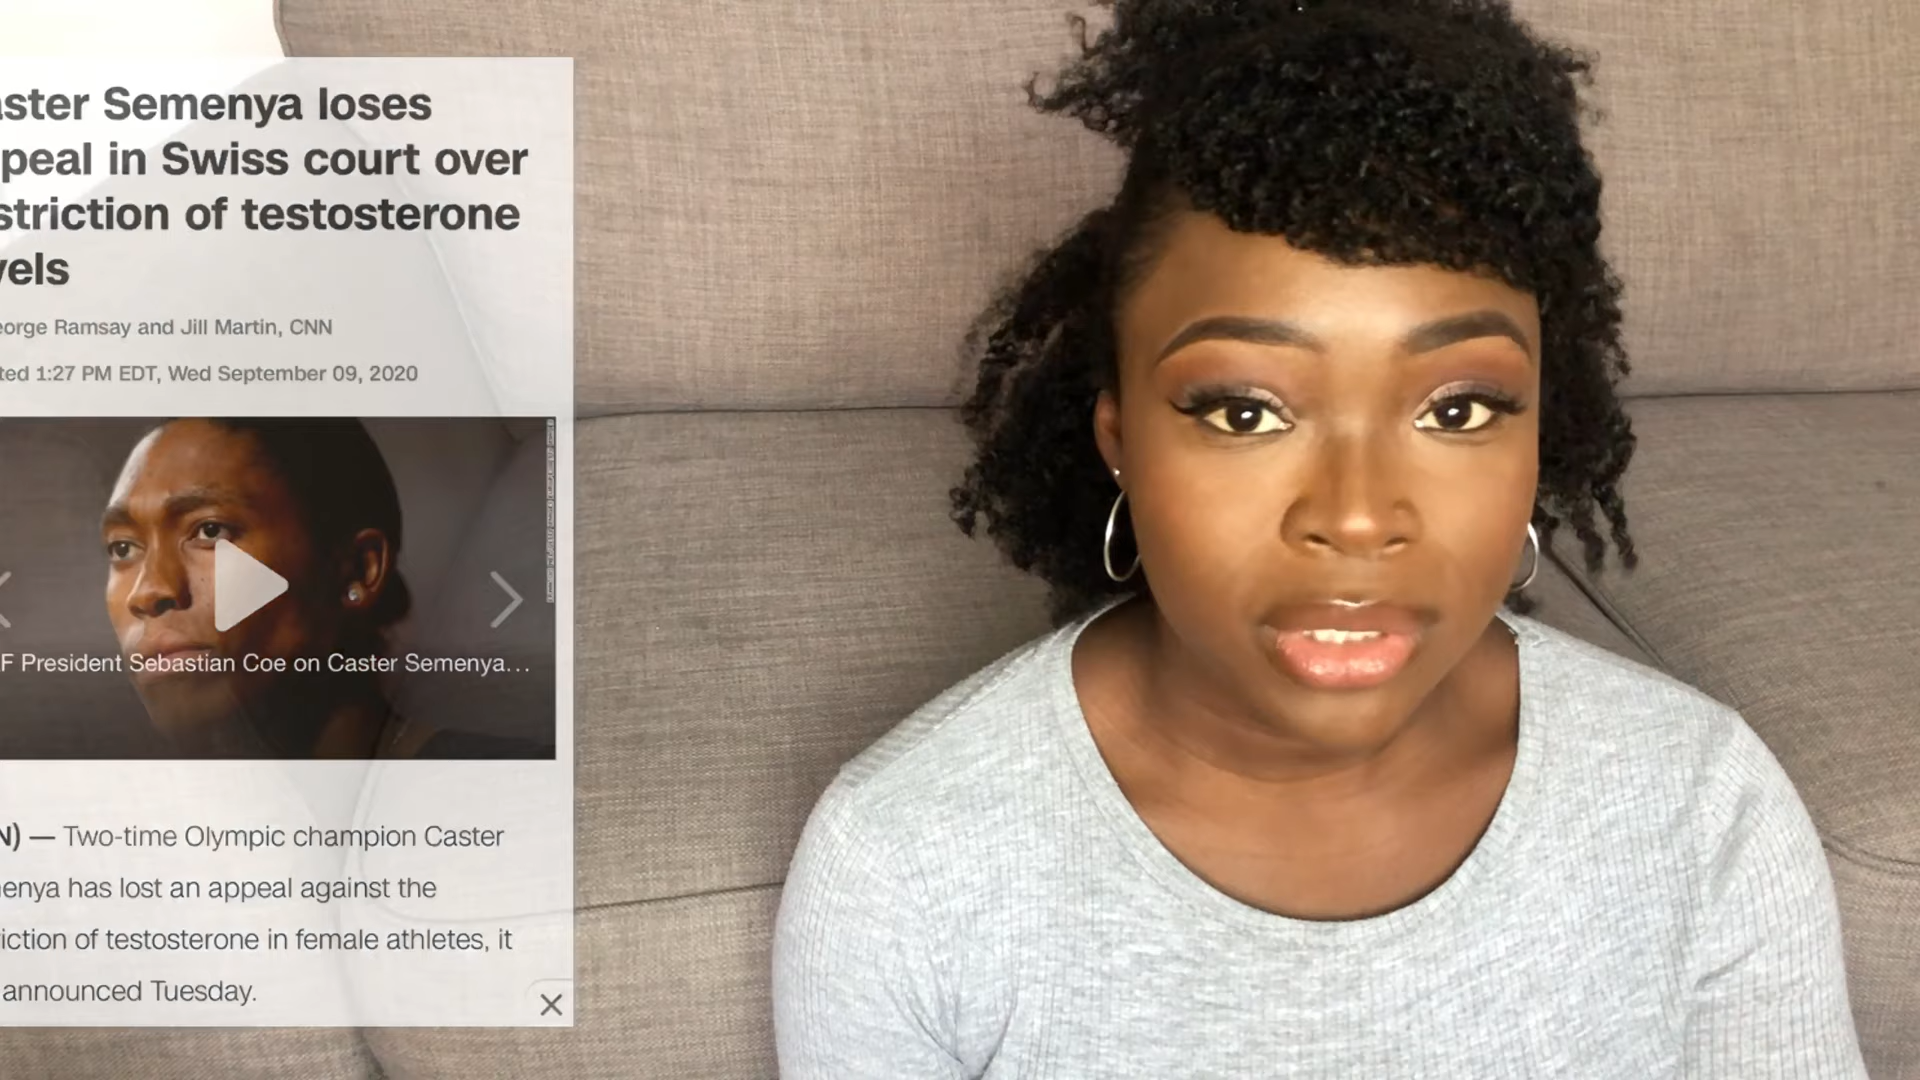 aster Semenya loses
peal in Swiss court over
striction of testosterone
vels
eorge Ramsay and Jill Martin, CNN
ted 1:27 PM EDT, Wed September 09, 2020
F President Sebastian Coe on Caster Semenya...
N) — Two-time Olympic champion Caster
enya has lost an appeal against the
iction of testosterone in female athletes, it
announced Tuesday.